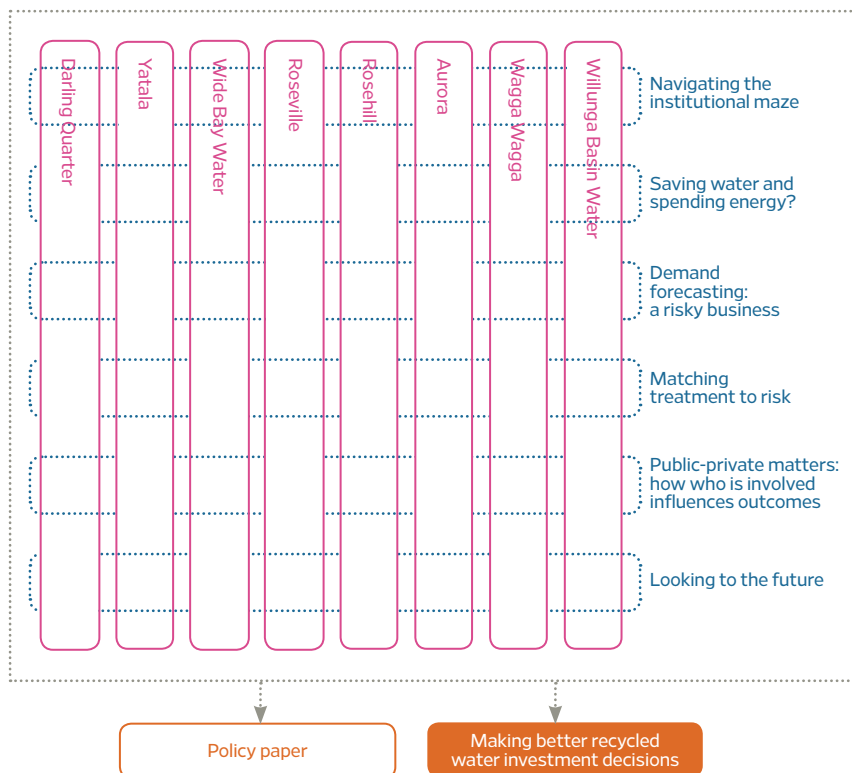 Darling Quarter
Yatala
Wide Bay Water
Roseville
Rosehill
Aurora
Wagga Wagga
Willunga Basin Water
Navigating the
institutional maze
Saving water and
spending energy?
Demand
forecasting:
a risky business
Matching
treatment to risk
Public-private matters:
how who is involved
influences outcomes
Looking to the future
Policy paper
Making better recycled
water investment decisions